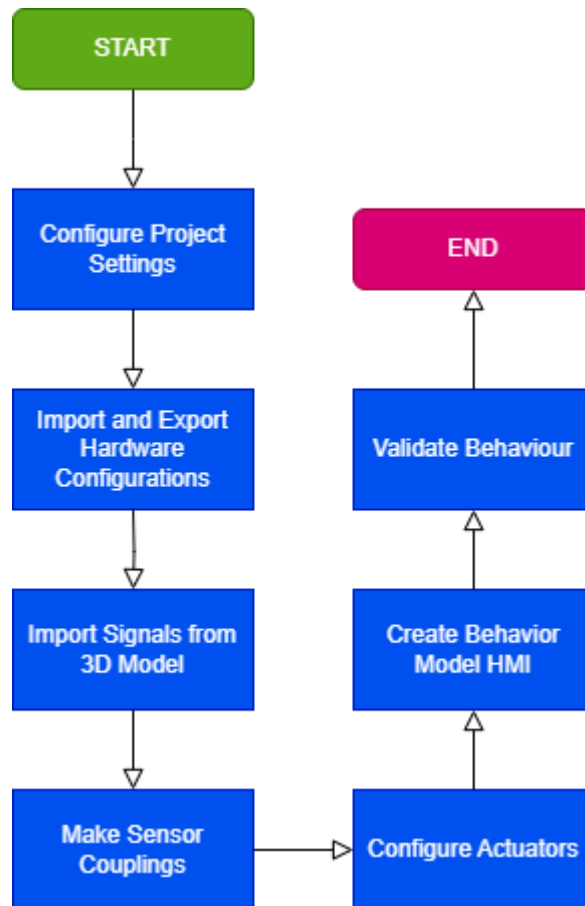 START
Configure Project
Settings
Import and Export
Hardware
Configurations
Import Signals from
3D Model
Make Sensor
Couplings
Configure Actuators
Create Behavior
Model HMI
Validate Behaviour
END